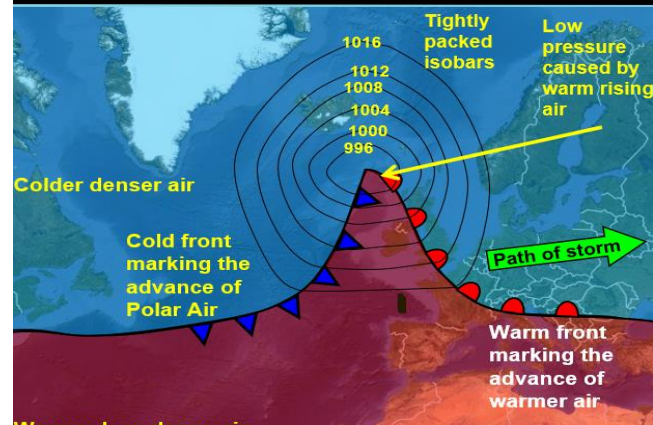 Tightly
packed
isobars
Low
pressure
caused by
warm rising
air
1016
1012
1008
1004
1000
996
Colder denser air
Cold front
marking the
advance of
Polar Air
Path of storm
Warm front
marking the
advance of
warmer air